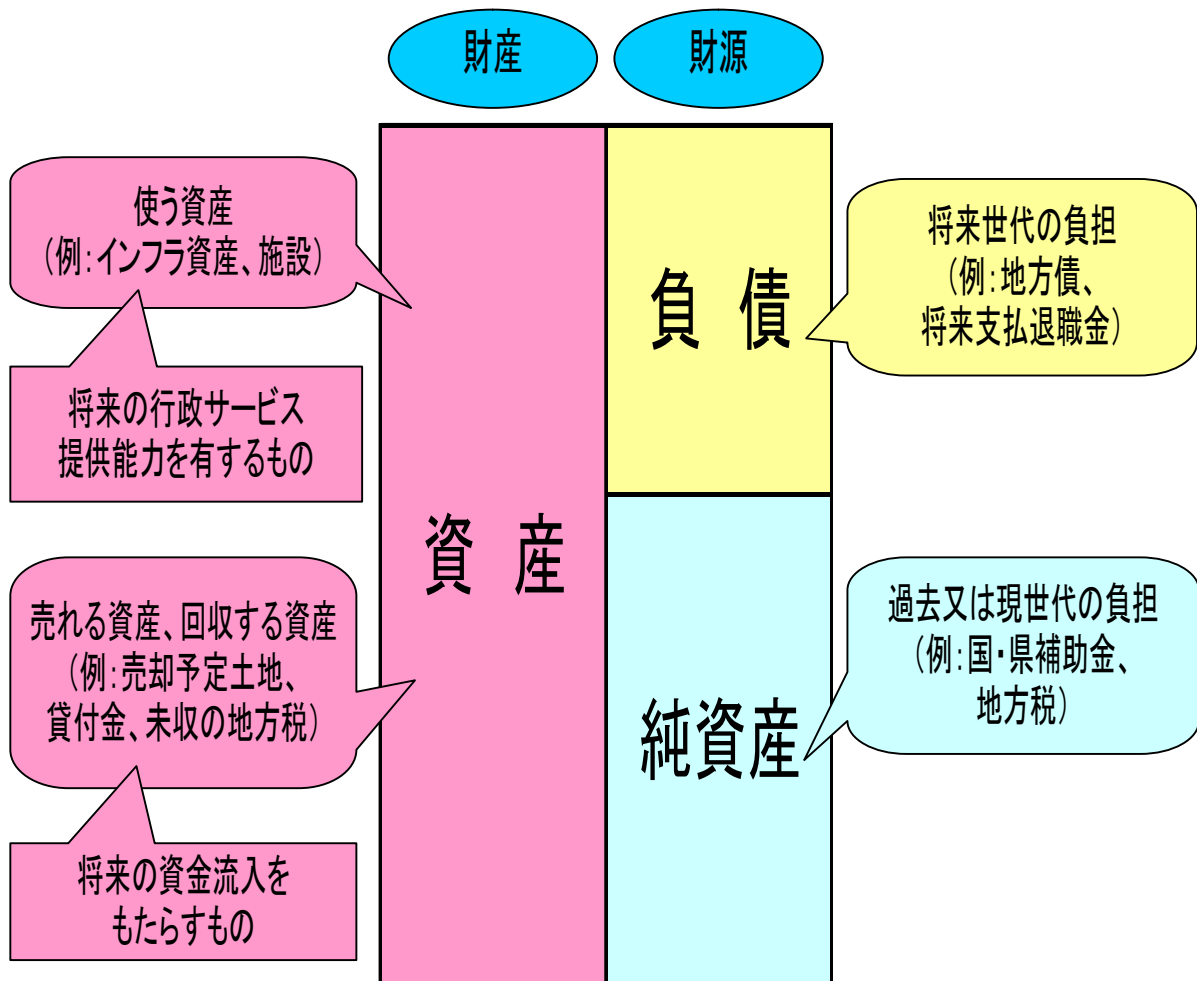 財産
財源
使う資産
（例：インフラ資産、施設）
将来の行政サービス
提供能力を有するもの
売れる資産、回収する資産
（例：売却予定土地、
貸付金、未収の地方税）
将来の資金流入を
もたらすもの
資　産
負　債
純資産
将来世代の負担
（例：地方債、
将来支払退職金）
過去又は現世代の負担
（例：国・県補助金、
地方税）